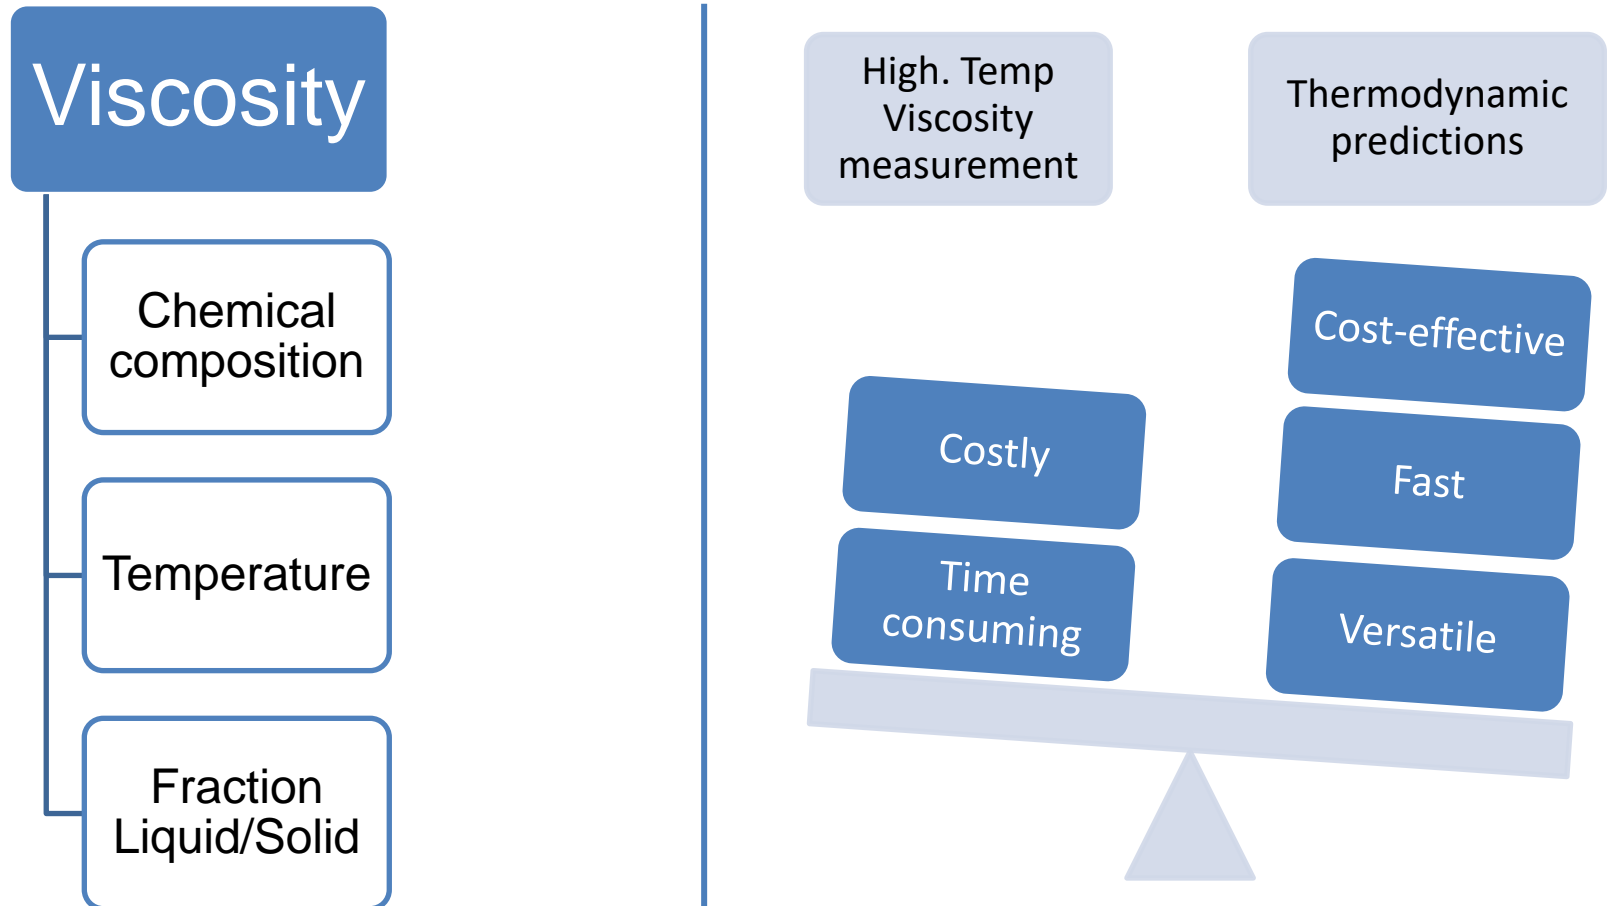 Viscosity
Chemical
composition
Temperature
Fraction
Liquid/Solid
High. Temp
Viscosity
measurement
Thermodynamic
predictions
Costly
Time
consuming
Cost-effective
Fast
Versatile